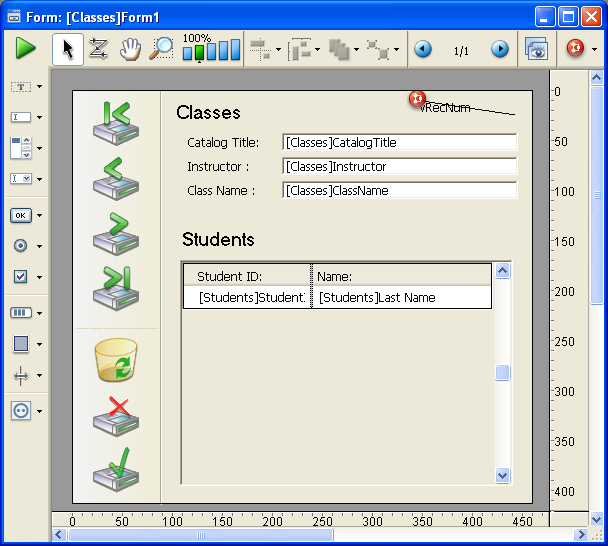 Form: [Classes]Form1
100%
1/1
T
I
I
OK
Classes
vRecNum
Catalog Title: [Classes]CatalogTitle
Instructor : [Classes]Instructor
Class Name : [Classes]ClassName
Students
Student ID: Name:
[Students]StudentI [Students]Last Name
0
50
100
150
200
250
300
350
400
0 50 100 150 200 250 300 350 400 450